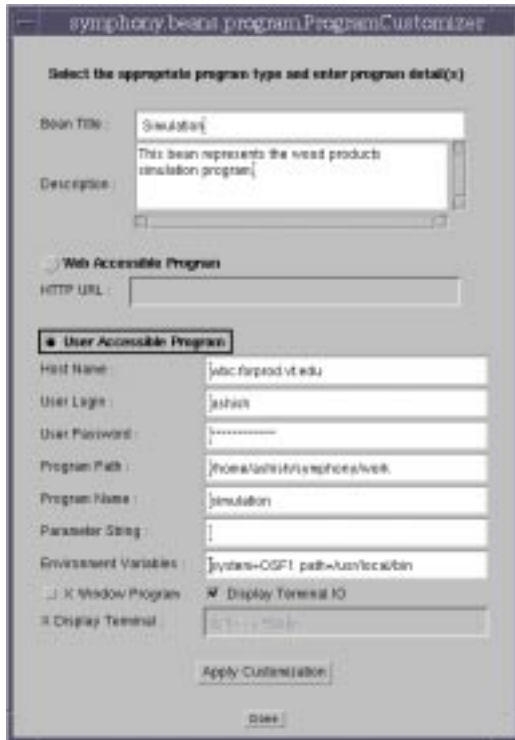 symphony.beans.program.ProgramCustomizer
Select the appropriate program type and enter program detail(s)
Bean Title :
Simulation
Description :
This bean represents the wood products
simulation program.
Web Accessible Program
HTTP URL :
User Accessible Program
Host Name :
wbc.forprod.vt.edu
User Login :
ashish
User Password :
Program Path :
/home/ashish/symphony/work
Program Name :
simulation
Parameter String :
Environment Variables :
system=OSF1 path=/usr/local/bin
X Window Program
Display Terminal IO
X Display Terminal
Apply Customization
Done